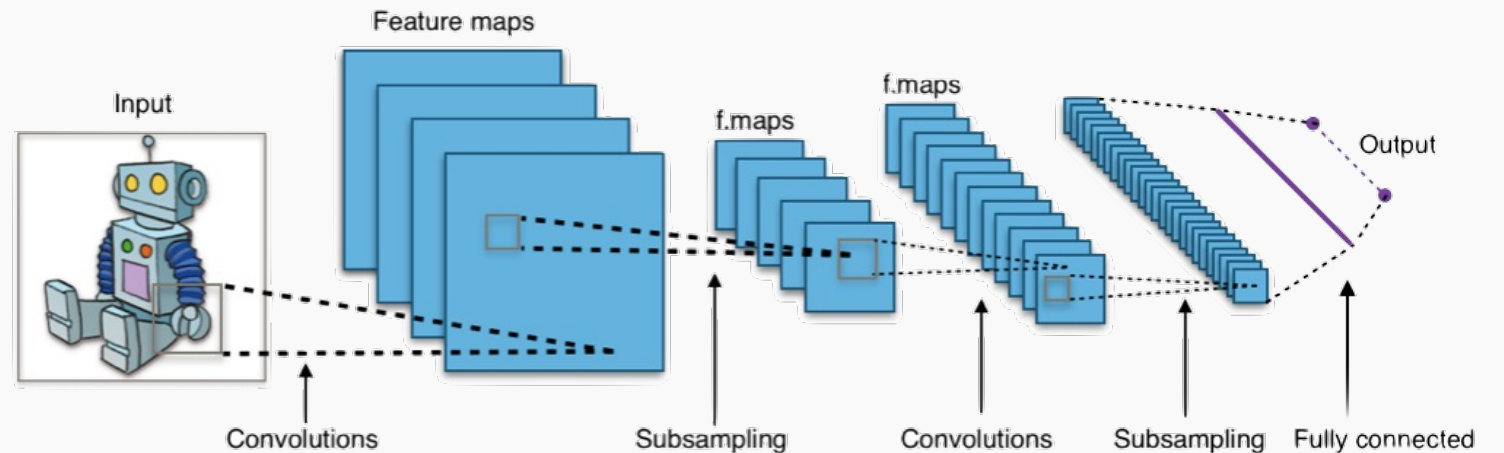 Feature maps
Input
f.maps
f.maps
Output
Convolutions
Subsampling
Convolutions
Subsampling
Fully connected